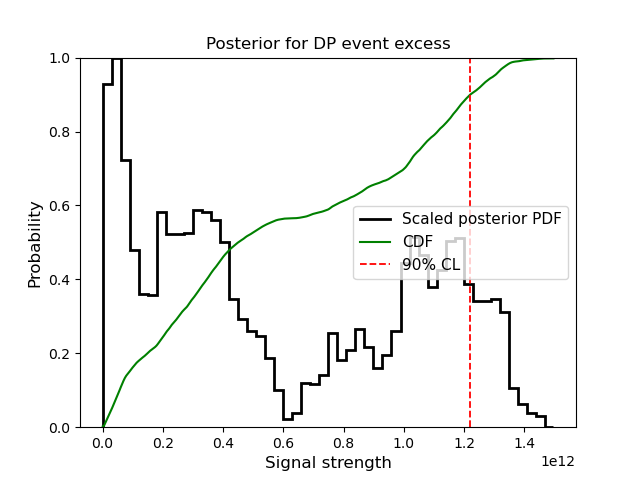 Posterior for DP event excess
Probability
1.0
0.8
0.6
0.4
0.2
0.0
Scaled posterior PDF
CDF
90% CL
0.0 0.2 0.4 0.6 0.8 1.0 1.2 1.4
1e12
Signal strength